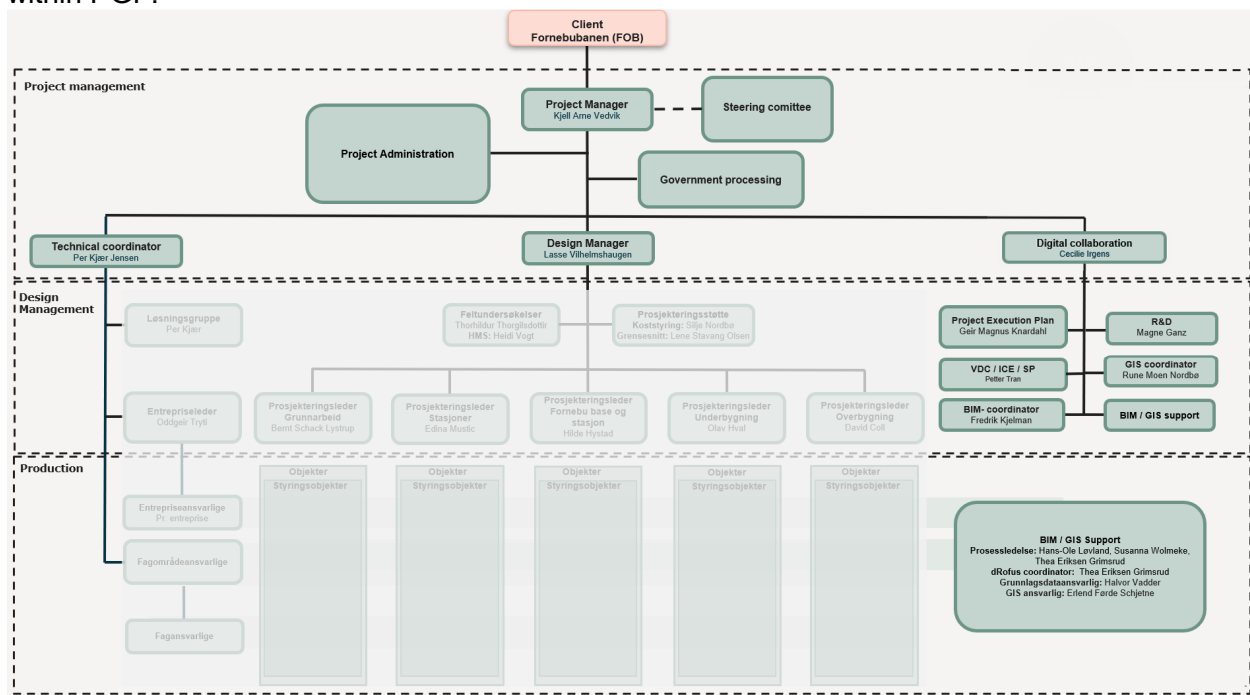 Client
Fornebubanen (FOB)
Project management
Project Manager
Kjell Arne Vedvik
Steering comittee
Project Administration
Government processing
Technical coordinator
Per Kjær Jensen
Design Manager
Lasse Vilhelmshaugen
Digital collaboration
Cecilie Irgens
Design
Management
Løsningsgruppe
Per Kjær
Feltundersøkelser
Thorhildur Thorgilsdottir
HMS: Heidi Vogt
Prosjekteringsstøtte
Koststyring: Silje Nordbø
Grensesnitt: Lene Stavang Olsen
Project Execution Plan
Geir Magnus Knardahl
R&D
Magne Ganz
VDC / ICE / SP
Petter Tran
GIS coordinator
Rune Moen Nordbø
BIM- coordinator
Fredrik Kjelman
BIM / GIS support
Entrepriseleder
Oddgeir Tryti
Prosjekteringsleder
Grunnarbeid
Bernt Schack Lystrup
Prosjekteringsleder
Stasjoner
Edina Mustic
Prosjekteringsleder
Fornebu base og
stasjon
Hilde Hystad
Prosjekteringsleder
Underbygning
Olav Hval
Prosjekteringsleder
Overbygning
David Coll
Production
Objekter
Styringsobjekter
Objekter
Styringsobjekter
Objekter
Styringsobjekter
Objekter
Styringsobjekter
Objekter
Styringsobjekter
Entrepriseansvarlige
Pr. entreprise
Fagområdeansvarlige
Fagansvarlige
BIM / GIS Support
Prosessledelse: Hans-Ole Løvland, Susanna Wolmeke,
Thea Eriksen Grimsrud
dRofus coordinator: Thea Eriksen Grimsrud
Grunnlagsdataansvarlig: Halvor Vadder
GIS ansvarlig: Erlend Førde Schjetne